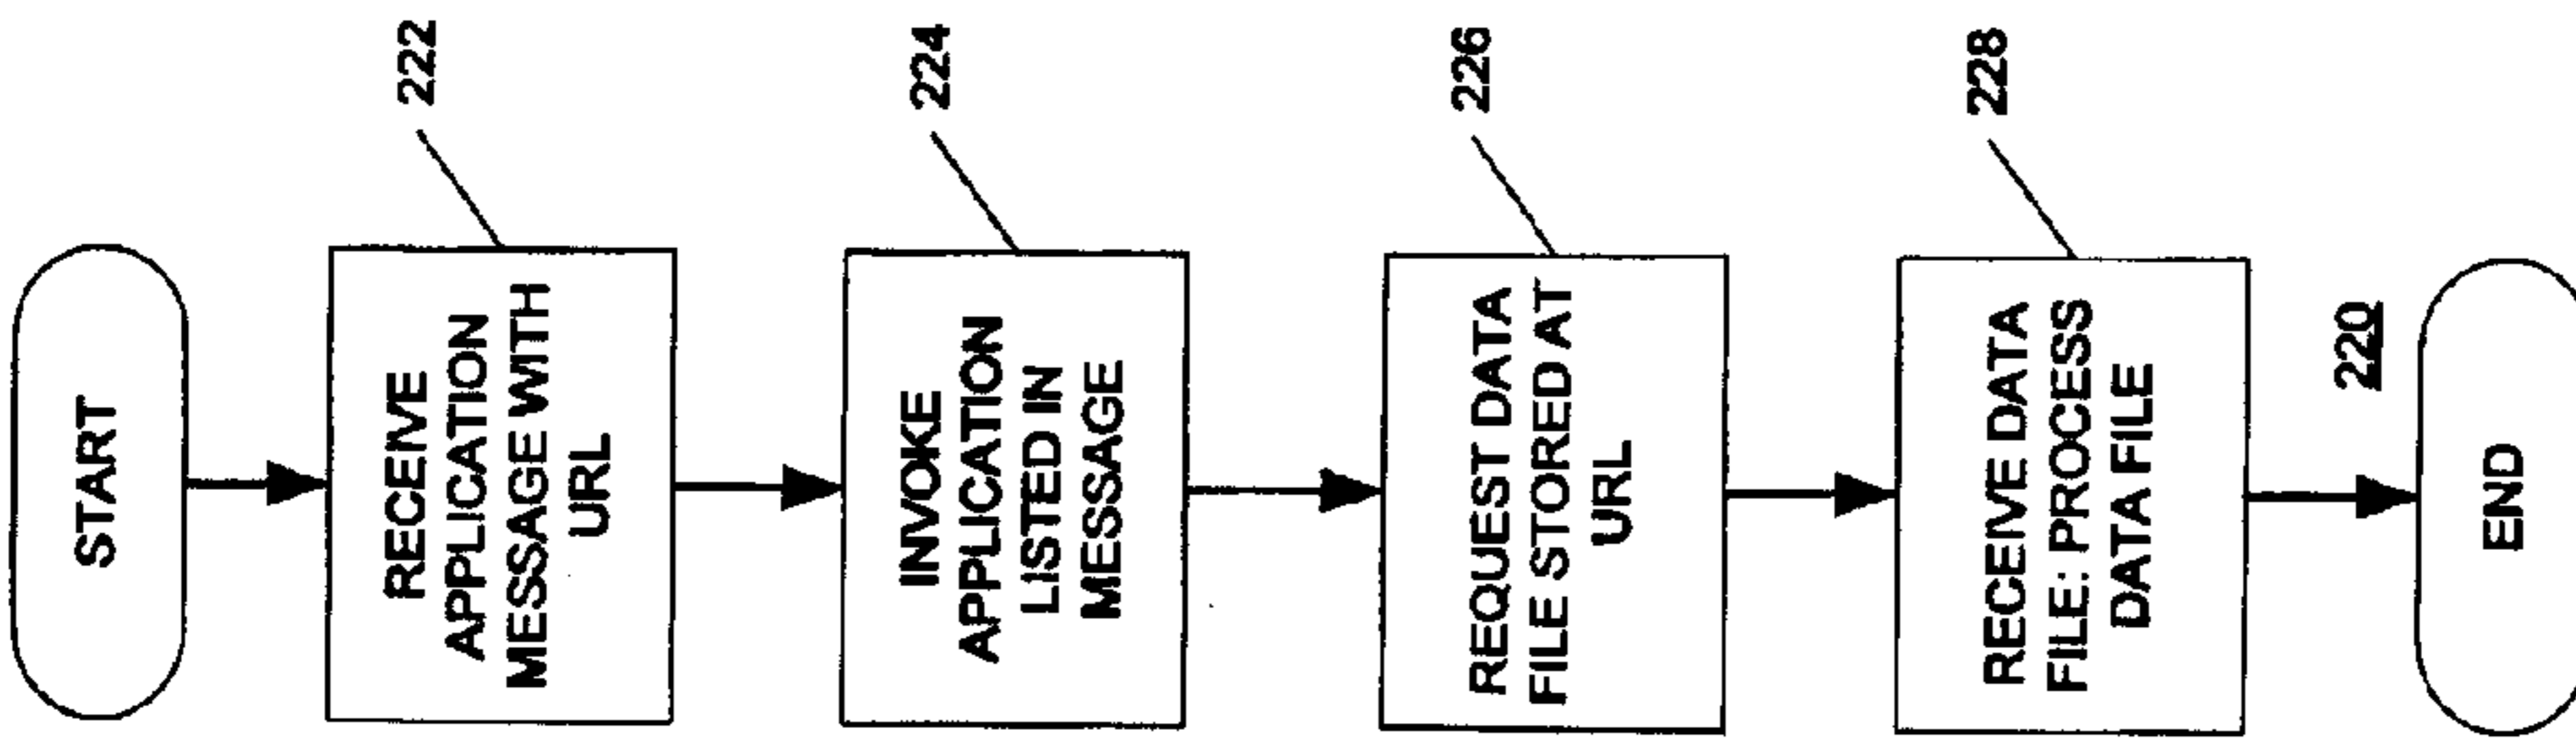 START
RECEIVE
APPLICATION
MESSAGE WITH
URL
222
INVOKE
APPLICATION
LISTED IN
MESSAGE
224
REQUEST DATA
FILE STORED AT
URL
226
RECEIVE DATA
FILE: PROCESS
DATA FILE
228
220
END